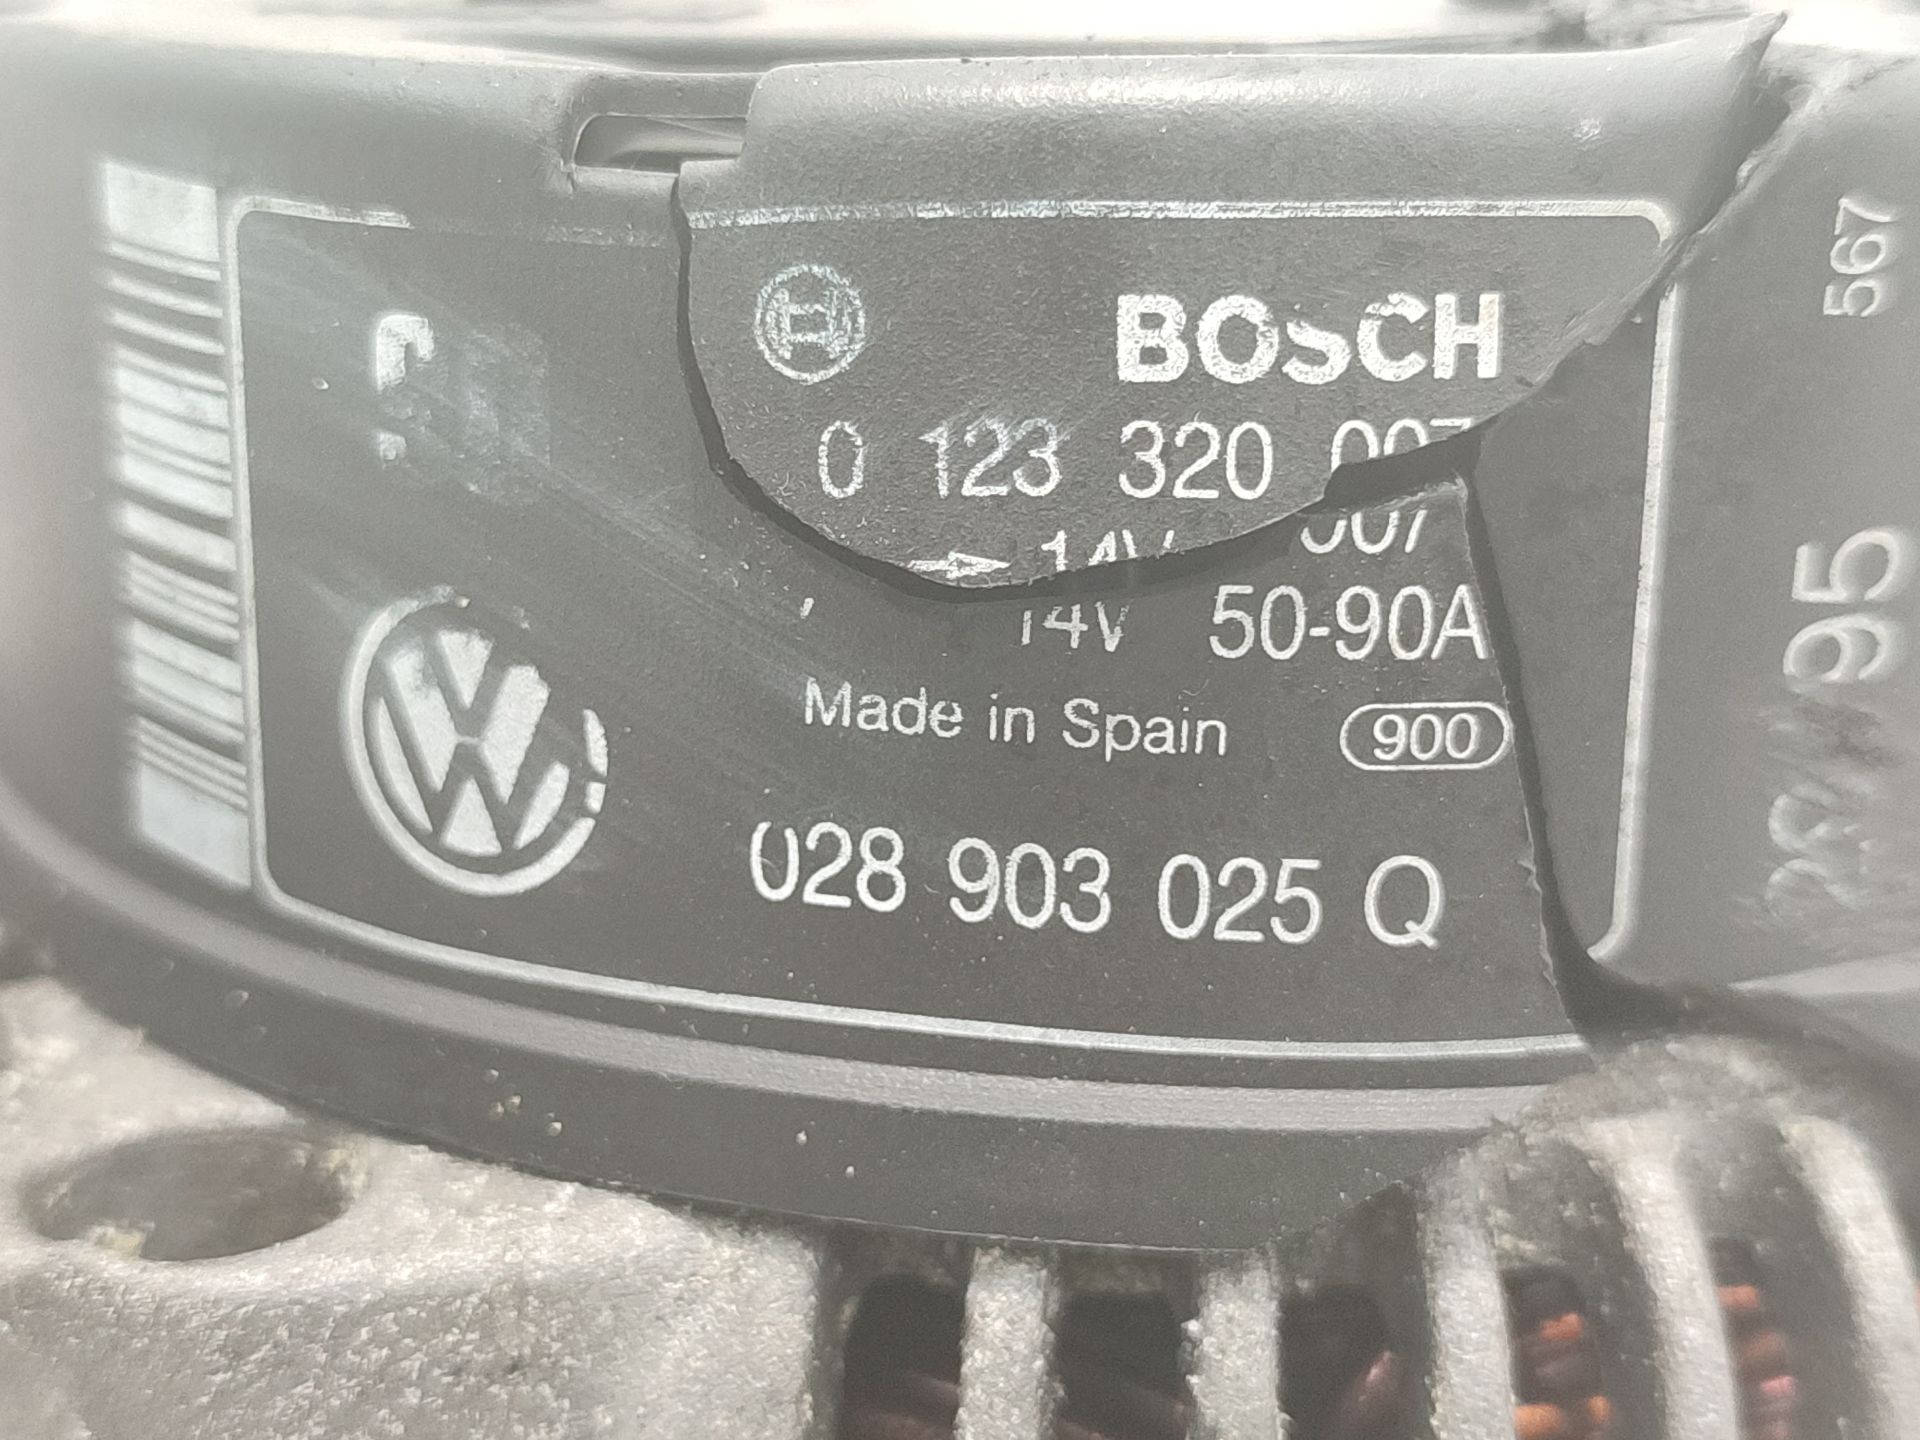 BOSCH
0 123 320 007
14V 50-90A
Made in Spain 900
028 903 025 Q
567
95